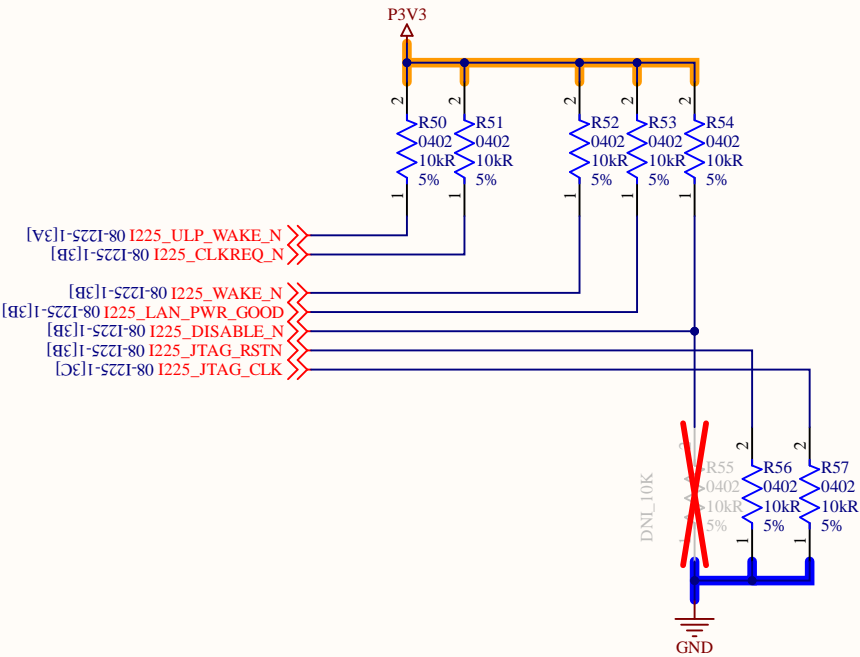 P3V3
2 2 2 2 2
R50 R51 R52 R53 R54
0402 0402 0402 0402 0402
10kR 10kR 10kR 10kR 10kR
5% 5% 5% 5% 5%
1 1 1 1 1
08-I225-1[3A] I225_ULP_WAKE_N
08-I225-1[3B] I225_CLKREQ_N
08-I225-1[3B] I225_WAKE_N
08-I225-1[3B] I225_LAN_PWR_GOOD
08-I225-1[3B] I225_DISABLE_N
08-I225-1[3B] I225_JTAG_RSTN
08-I225-1[3C] I225_JTAG_CLK
2 2 2
R55 R56 R57
0402 0402 0402
10kR 10kR 10kR
5% 5% 5%
1 1 1
DNI_10K
GND